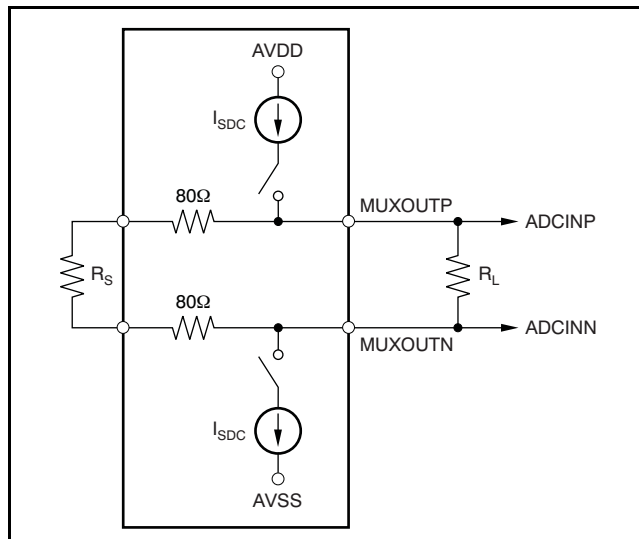 AVDD
I_SDC
80Ω
MUXOUTP
ADCINP
R_S
R_L
80Ω
MUXOUTN
ADCINN
I_SDC
AVSS